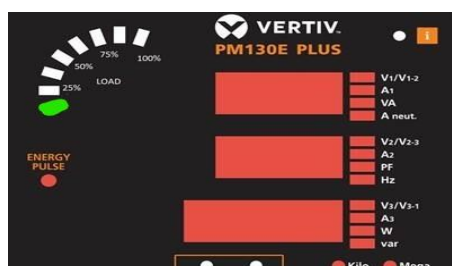 VERTIV.
PM130E PLUS
i
75%
100%
50%
LOAD
25%
V1/V1-2
A1
VA
A neut.
ENERGY
PULSE
V2/V2-3
A2
PF
Hz
V3/V3-1
A3
W
var
Kilo
Mega